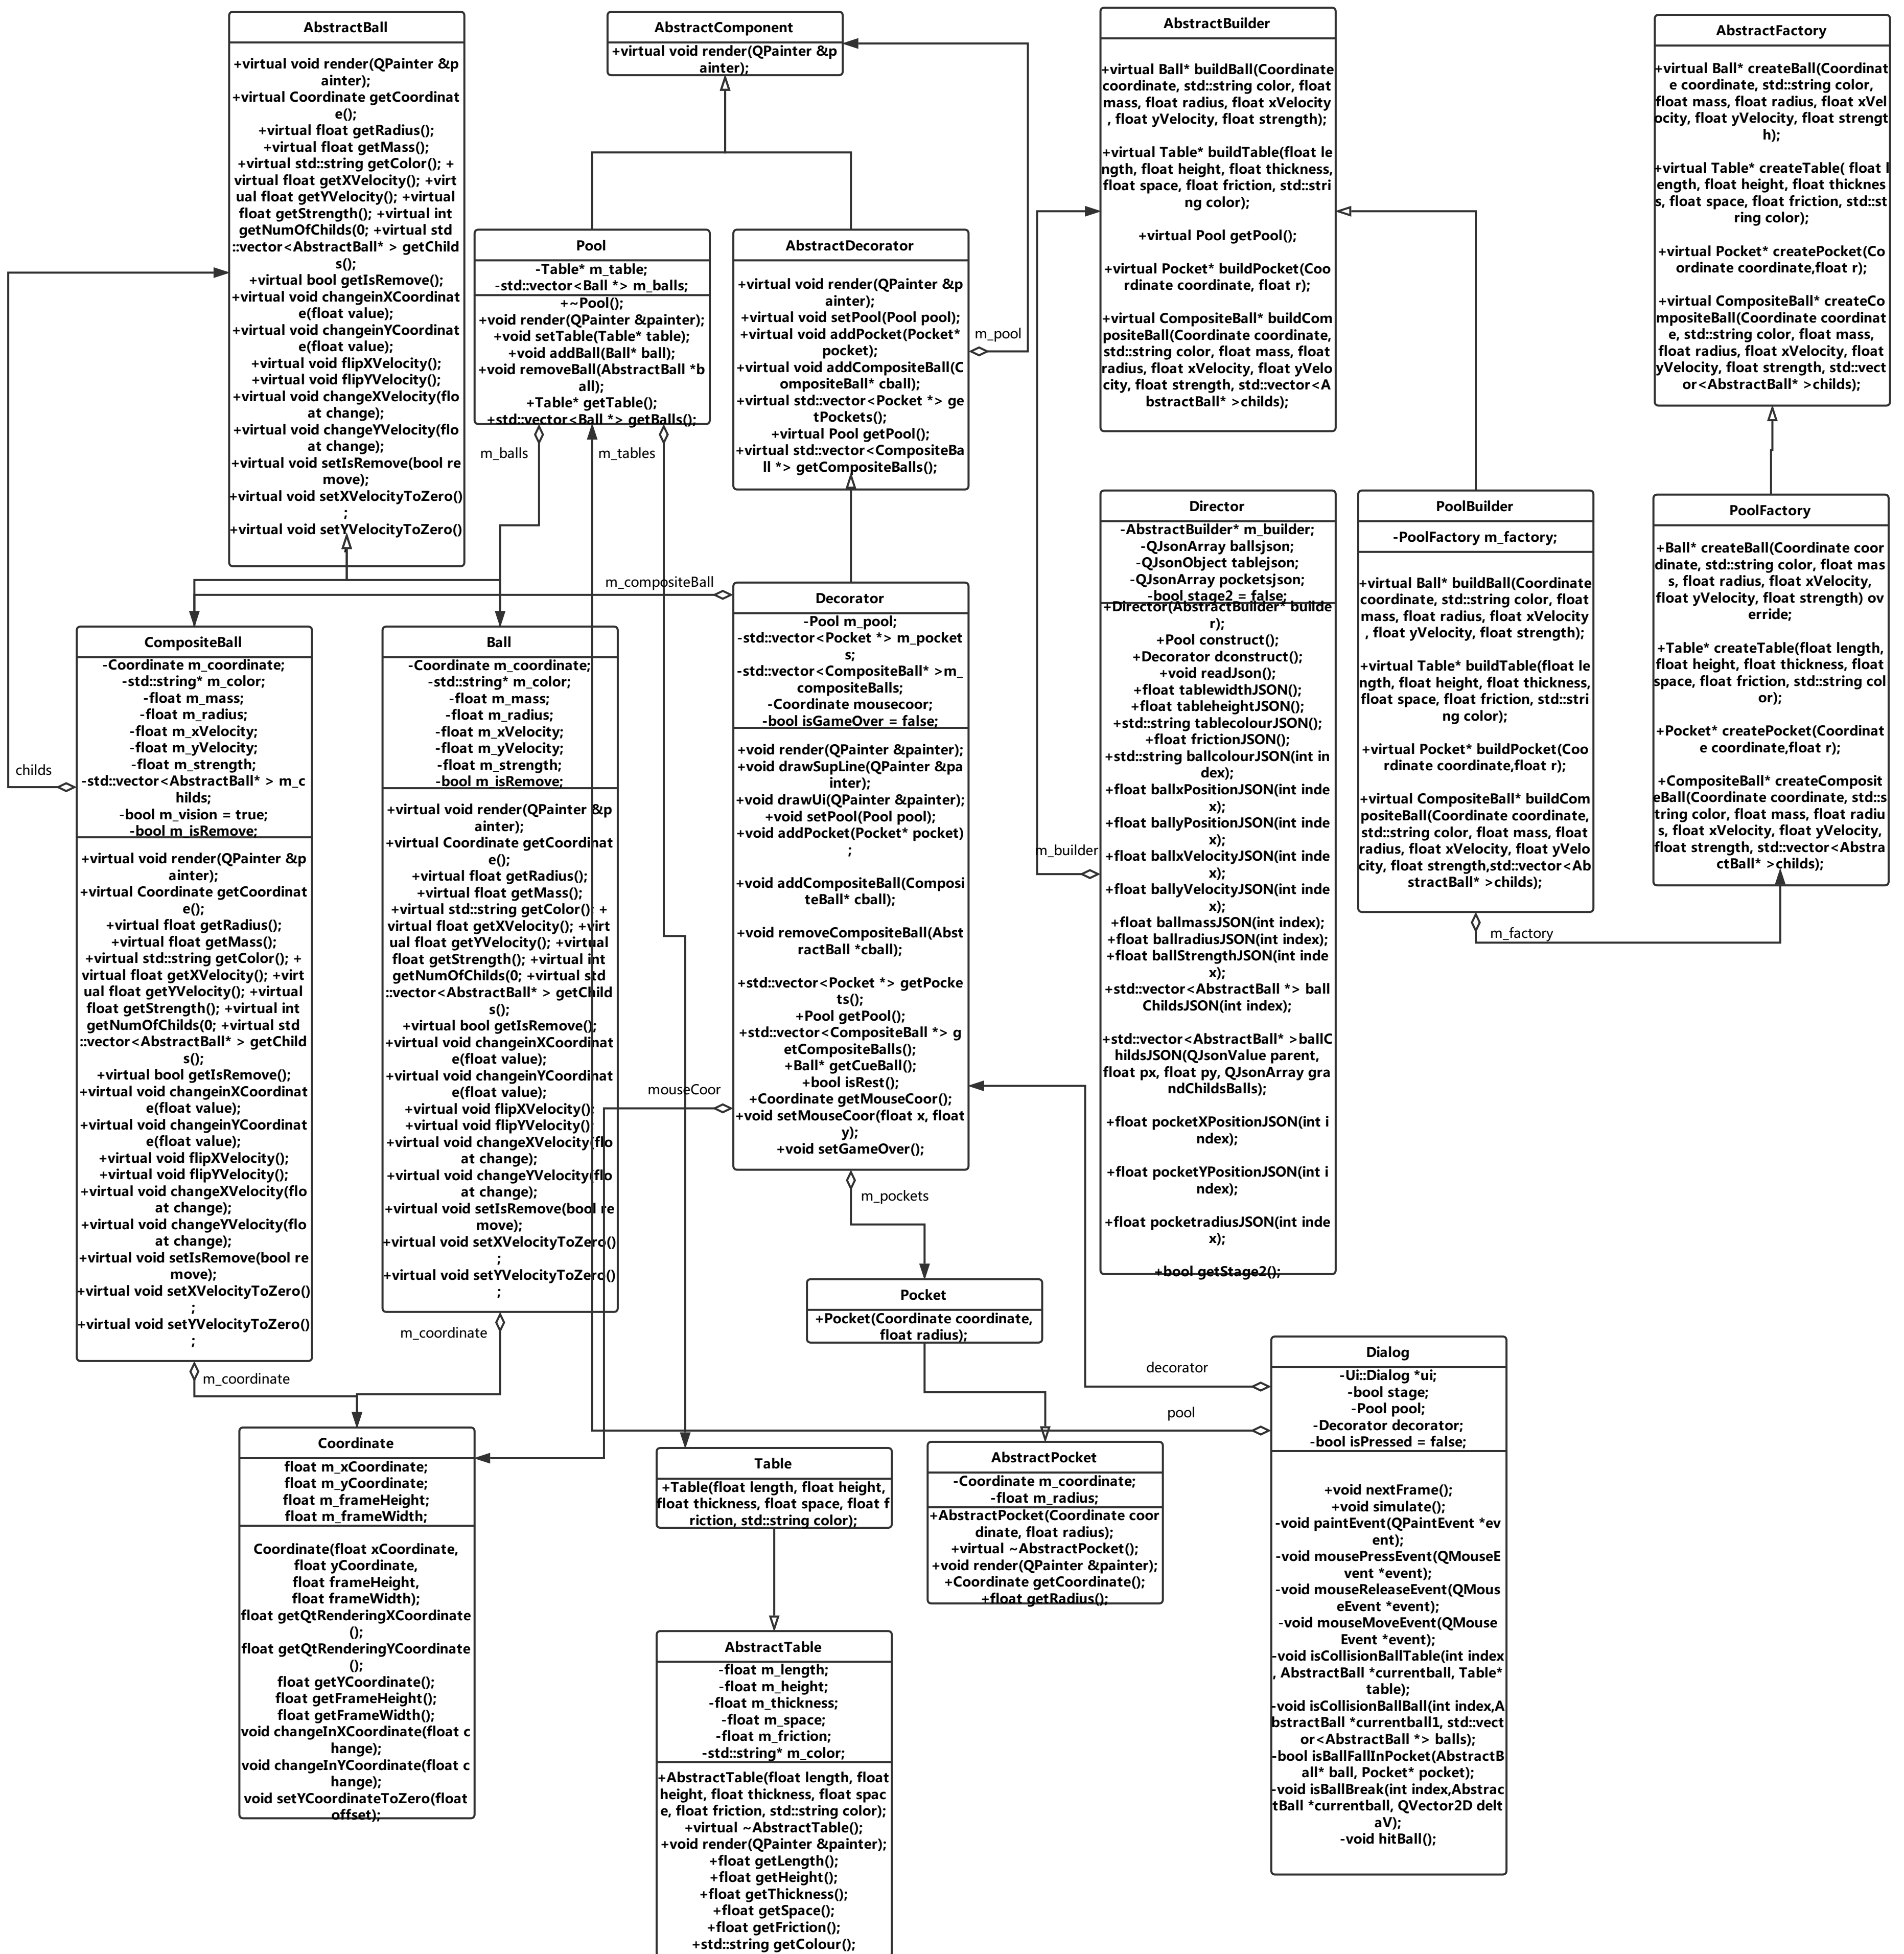 AbstractBall
+virtual void render(QPainter &p
ainter);
+virtual Coordinate getCoordinat
e();
+virtual float getRadius();
+virtual float getMass();
+virtual std::string getColor(); +
virtual float getXVelocity(); +virt
ual float getYVelocity(); +virtual
float getStrength(); +virtual int
getNumOfChilds(0; +virtual std
::vector<AbstractBall* > getChild
s();
+virtual bool getIsRemove();
+virtual void changeinXCoordinat
e(float value);
+virtual void changeinYCoordinat
e(float value);
+virtual void flipXVelocity();
+virtual void flipYVelocity();
+virtual void changeXVelocity(flo
at change);
+virtual void changeYVelocity(flo
at change);
+virtual void setIsRemove(bool re
move);
+virtual void setXVelocityToZero()
;
+virtual void setYVelocityToZero()
AbstractComponent
+virtual void render(QPainter &p
ainter);
AbstractBuilder
+virtual Ball* buildBall(Coordinate
coordinate, std::string color, float
mass, float radius, float xVelocity
, float yVelocity, float strength);
+virtual Table* buildTable(float le
ngth, float height, float thickness,
float space, float friction, std::stri
ng color);
+virtual Pool getPool();
+virtual Pocket* buildPocket(Coo
rdinate coordinate, float r);
+virtual CompositeBall* buildCom
positeBall(Coordinate coordinate,
std::string color, float mass, float
radius, float xVelocity, float yVelo
city, float strength, std::vector<A
bstractBall* >childs);
AbstractFactory
+virtual Ball* createBall(Coordinat
e coordinate, std::string color,
float mass, float radius, float xVel
ocity, float yVelocity, float strengt
h);
+virtual Table* createTable( float l
ength, float height, float thicknes
s, float space, float friction, std::st
ring color);
+virtual Pocket* createPocket(Co
ordinate coordinate,float r);
+virtual CompositeBall* createCo
mpositeBall(Coordinate coordinat
e, std::string color, float mass,
float radius, float xVelocity, float
yVelocity, float strength, std::vect
or<AbstractBall* >childs);
Pool
-Table* m_table;
-std::vector<Ball *> m_balls;
+~Pool();
+void render(QPainter &painter);
+void setTable(Table* table);
+void addBall(Ball* ball);
+void removeBall(AbstractBall *b
all);
+Table* getTable();
+std::vector<Ball *> getBalls();
AbstractDecorator
+virtual void render(QPainter &p
ainter);
+virtual void setPool(Pool pool);
+virtual void addPocket(Pocket*
pocket);
+virtual void addCompositeBall(C
ompositeBall* cball);
+virtual std::vector<Pocket *> ge
tPockets();
+virtual Pool getPool();
+virtual std::vector<CompositeBa
ll *> getCompositeBalls();
m_pool
m_balls
m_tables
m_compositeBall
childs
m_builder
m_factory
mouseCoor
m_pockets
m_coordinate
m_coordinate
decorator
pool
Director
-AbstractBuilder* m_builder;
-QJsonArray ballsjson;
-QJsonObject tablejson;
-QJsonArray pocketsjson;
-bool stage2 = false;
+Director(AbstractBuilder* builde
r);
+Pool construct();
+Decorator dconstruct();
+void readJson();
+float tablewidthJSON();
+float tableheightJSON();
+std::string tablecolourJSON();
+float frictionJSON();
+std::string ballcolourJSON(int in
dex);
+float ballxPositionJSON(int inde
x);
+float ballyPositionJSON(int inde
x);
+float ballxVelocityJSON(int inde
x);
+float ballyVelocityJSON(int inde
x);
+float ballmassJSON(int index);
+float ballradiusJSON(int index);
+float ballStrengthJSON(int inde
x);
+std::vector<AbstractBall *> ball
ChildsJSON(int index);
+std::vector<AbstractBall* >ballC
hildsJSON(QJsonValue parent,
float px, float py, QJsonArray gra
ndChildsBalls);
+float pocketXPositionJSON(int i
ndex);
+float pocketYPositionJSON(int i
ndex);
+float pocketradiusJSON(int inde
x);
+bool getStage2();
PoolBuilder
-PoolFactory m_factory;
+virtual Ball* buildBall(Coordinate
coordinate, std::string color, float
mass, float radius, float xVelocity
, float yVelocity, float strength);
+virtual Table* buildTable(float le
ngth, float height, float thickness,
float space, float friction, std::stri
ng color);
+virtual Pocket* buildPocket(Coo
rdinate coordinate,float r);
+virtual CompositeBall* buildCom
positeBall(Coordinate coordinate,
std::string color, float mass, float
radius, float xVelocity, float yVelo
city, float strength,std::vector<Ab
stractBall* >childs);
PoolFactory
+Ball* createBall(Coordinate coor
dinate, std::string color, float mas
s, float radius, float xVelocity,
float yVelocity, float strength) ov
erride;
+Table* createTable(float length,
float height, float thickness, float
space, float friction, std::string col
or);
+Pocket* createPocket(Coordinat
e coordinate,float r);
+CompositeBall* createComposit
eBall(Coordinate coordinate, std::s
tring color, float mass, float radiu
s, float xVelocity, float yVelocity,
float strength, std::vector<Abstra
ctBall* >childs);
CompositeBall
-Coordinate m_coordinate;
-std::string* m_color;
-float m_mass;
-float m_radius;
-float m_xVelocity;
-float m_yVelocity;
-float m_strength;
-std::vector<AbstractBall* > m_c
hilds;
-bool m_vision = true;
-bool m_isRemove;
+virtual void render(QPainter &p
ainter);
+virtual Coordinate getCoordinat
e();
+virtual float getRadius();
+virtual float getMass();
+virtual std::string getColor(); +
virtual float getXVelocity(); +virt
ual float getYVelocity(); +virtual
float getStrength(); +virtual int
getNumOfChilds(0; +virtual std
::vector<AbstractBall* > getChild
s();
+virtual bool getIsRemove();
+virtual void changeinXCoordinat
e(float value);
+virtual void changeinYCoordinat
e(float value);
+virtual void flipXVelocity();
+virtual void flipYVelocity();
+virtual void changeXVelocity(flo
at change);
+virtual void changeYVelocity(flo
at change);
+virtual void setIsRemove(bool re
move);
+virtual void setXVelocityToZero()
;
+virtual void setYVelocityToZero()
;
Ball
-Coordinate m_coordinate;
-std::string* m_color;
-float m_mass;
-float m_radius;
-float m_xVelocity;
-float m_yVelocity;
-float m_strength;
-bool m_isRemove;
+virtual void render(QPainter &p
ainter);
+virtual Coordinate getCoordinat
e();
+virtual float getRadius();
+virtual float getMass();
+virtual std::string getColor(); +
virtual float getXVelocity(); +virt
ual float getYVelocity(); +virtual
float getStrength(); +virtual int
getNumOfChilds(0; +virtual std
::vector<AbstractBall* > getChild
s();
+virtual bool getIsRemove();
+virtual void changeinXCoordinat
e(float value);
+virtual void changeinYCoordinat
e(float value);
+virtual void flipXVelocity();
+virtual void flipYVelocity();
+virtual void changeXVelocity(flo
at change);
+virtual void changeYVelocity(flo
at change);
+virtual void setIsRemove(bool re
move);
+virtual void setXVelocityToZero()
;
+virtual void setYVelocityToZero()
;
Decorator
-Pool m_pool;
-std::vector<Pocket *> m_pocket
s;
-std::vector<CompositeBall* >m_
compositeBalls;
-Coordinate mousecoor;
-bool isGameOver = false;
+void render(QPainter &painter);
+void drawSupLine(QPainter &pa
inter);
+void drawUi(QPainter &painter);
+void setPool(Pool pool);
+void addPocket(Pocket* pocket)
;
+void addCompositeBall(Composi
teBall* cball);
+void removeCompositeBall(Abst
ractBall *cball);
+std::vector<Pocket *> getPocke
ts();
+Pool getPool();
+std::vector<CompositeBall *> g
etCompositeBalls();
+Ball* getCueBall();
+bool isRest();
+Coordinate getMouseCoor();
+void setMouseCoor(float x, float
y);
+void setGameOver();
Pocket
+Pocket(Coordinate coordinate,
float radius);
Dialog
-Ui::Dialog *ui;
-bool stage;
-Pool pool;
-Decorator decorator;
-bool isPressed = false;
+void nextFrame();
+void simulate();
-void paintEvent(QPaintEvent *ev
ent);
-void mousePressEvent(QMouseE
vent *event);
-void mouseReleaseEvent(QMous
eEvent *event);
-void mouseMoveEvent(QMouse
Event *event);
-void isCollisionBallTable(int index
, AbstractBall *currentball, Table*
table);
-void isCollisionBallBall(int index,A
bstractBall *currentball1, std::vect
or<AbstractBall *> balls);
-bool isBallFallInPocket(AbstractB
all* ball, Pocket* pocket);
-void isBallBreak(int index,Abstrac
tBall *currentball, QVector2D delt
aV);
-void hitBall();
Coordinate
float m_xCoordinate;
float m_yCoordinate;
float m_frameHeight;
float m_frameWidth;
Coordinate(float xCoordinate,
float yCoordinate,
float frameHeight,
float frameWidth);
float getQtRenderingXCoordinate
();
float getQtRenderingYCoordinate
();
float getYCoordinate();
float getFrameHeight();
float getFrameWidth();
void changeInXCoordinate(float c
hange);
void changeInYCoordinate(float c
hange);
void setYCoordinateToZero(float
offset);
Table
+Table(float length, float height,
float thickness, float space, float f
riction, std::string color);
AbstractPocket
-Coordinate m_coordinate;
-float m_radius;
+AbstractPocket(Coordinate coor
dinate, float radius);
+virtual ~AbstractPocket();
+void render(QPainter &painter);
+Coordinate getCoordinate();
+float getRadius();
AbstractTable
-float m_length;
-float m_height;
-float m_thickness;
-float m_space;
-float m_friction;
-std::string* m_color;
+AbstractTable(float length, float
height, float thickness, float spac
e, float friction, std::string color);
+virtual ~AbstractTable();
+void render(QPainter &painter);
+float getLength();
+float getHeight();
+float getThickness();
+float getSpace();
+float getFriction();
+std::string getColour();